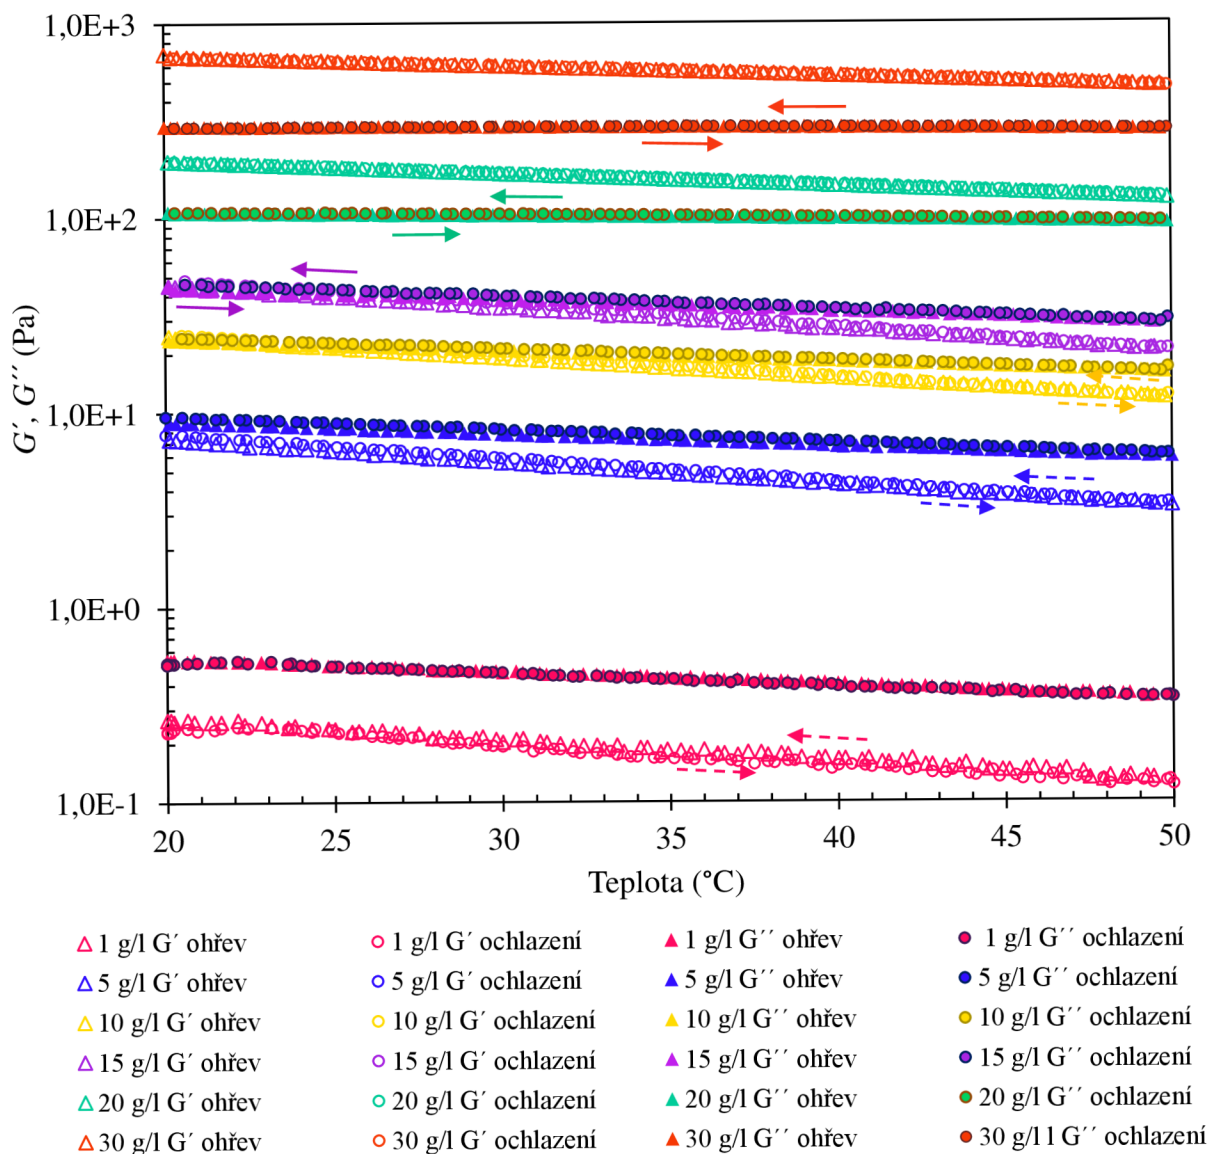 1,0E+3
1,0E+2
1,0E+1
1,0E+0
1,0E-1
G′, G′′ (Pa)
20 25 30 35 40 45 50
Teplota (°C)
1 g/l G′ ohřev 1 g/l G′ ochlazení 1 g/l G′′ ohřev 1 g/l G′′ ochlazení
5 g/l G′ ohřev 5 g/l G′ ochlazení 5 g/l G′′ ohřev 5 g/l G′′ ochlazení
10 g/l G′ ohřev 10 g/l G′ ochlazení 10 g/l G′′ ohřev 10 g/l G′′ ochlazení
15 g/l G′ ohřev 15 g/l G′ ochlazení 15 g/l G′′ ohřev 15 g/l G′′ ochlazení
20 g/l G′ ohřev 20 g/l G′ ochlazení 20 g/l G′′ ohřev 20 g/l G′′ ochlazení
30 g/l G′ ohřev 30 g/l G′ ochlazení 30 g/l G′′ ohřev 30 g/l l G′′ ochlazení